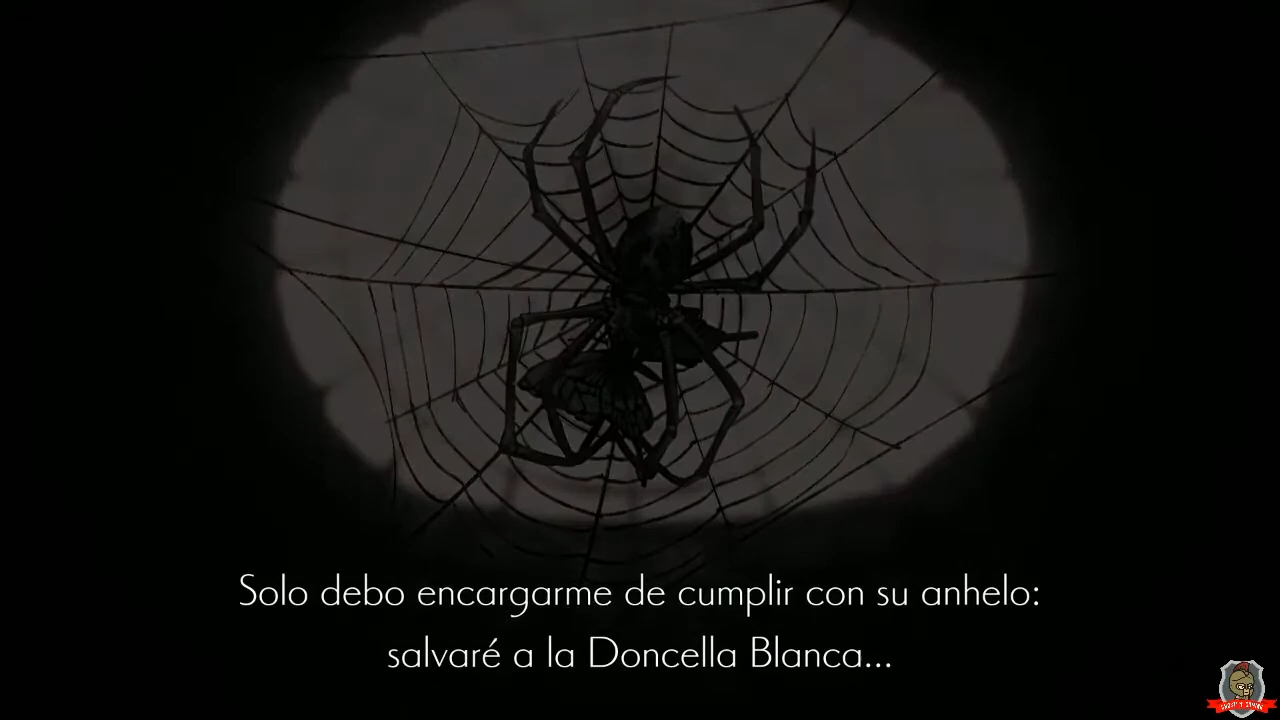 Solo debo encargarme de cumplir con su anhelo:
salvaré a la Doncella Blanca...